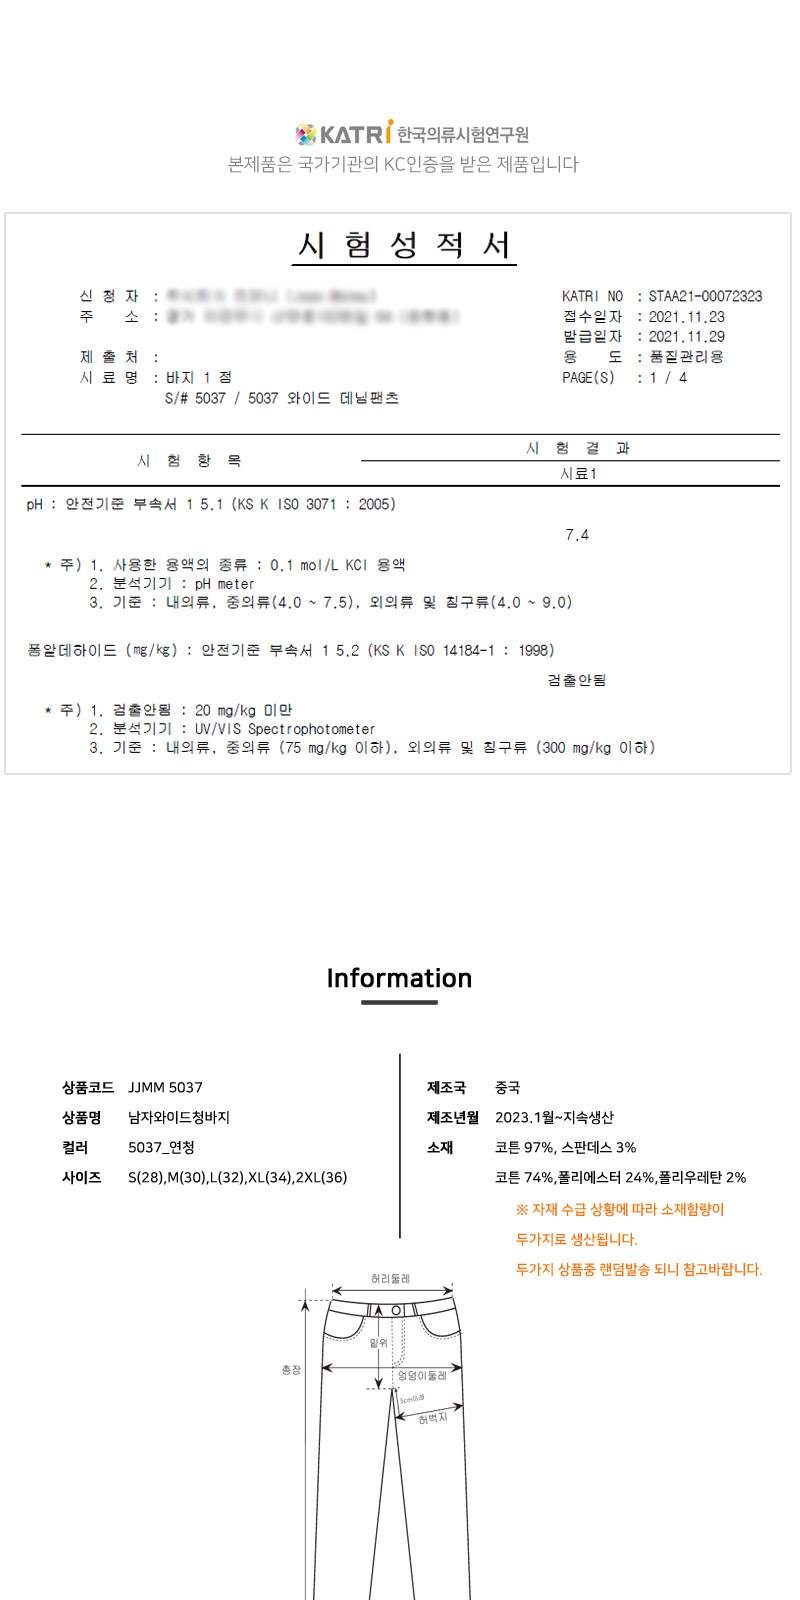 KATRi 한국의류시험연구원
본제품은 국가기관의 KC인증을 받은 제품입니다
시 험 성 적 서
신 청 자 :
주 소 :
제 출 처 :
시 료 명 : 바지 1 점
S/# 5037 / 5037 와이드 데님팬츠
KATRI NO : STAA21-00072323
접수일자 : 2021.11.23
발급일자 : 2021.11.29
용 도 : 품질관리용
PAGE(S) : 1 / 4
시 험 항 목
시 험 결 과
시료1
pH : 안전기준 부속서 1 5.1 (KS K ISO 3071 : 2005)
7.4
* 주) 1. 사용한 용액의 종류 : 0.1 mol/L KCl 용액
2. 분석기기 : pH meter
3. 기준 : 내의류, 중의류(4.0 ~ 7.5), 외의류 및 침구류(4.0 ~ 9.0)
폼알데하이드 (mg/kg) : 안전기준 부속서 1 5.2 (KS K ISO 14184-1 : 1998)
검출안됨
* 주) 1. 검출안됨 : 20 mg/kg 미만
2. 분석기기 : UV/VIS Spectrophotometer
3. 기준 : 내의류, 중의류 (75 mg/kg 이하), 외의류 및 침구류 (300 mg/kg 이하)
Information
상품코드 JJMM 5037
상품명 남자와이드청바지
컬러 5037_연청
사이즈 S(28),M(30),L(32),XL(34),2XL(36)
제조국 중국
제조년월 2023.1월~지속생산
소재 코튼 97%, 스판데스 3%
코튼 74%,폴리에스터 24%,폴리우레탄 2%
※ 자재 수급 상황에 따라 소재함량이
두가지로 생산됩니다.
두가지 상품중 랜덤발송 되니 참고바랍니다.
허리둘레
밑위
총장
엉덩이둘레
5cm아래
허벅지